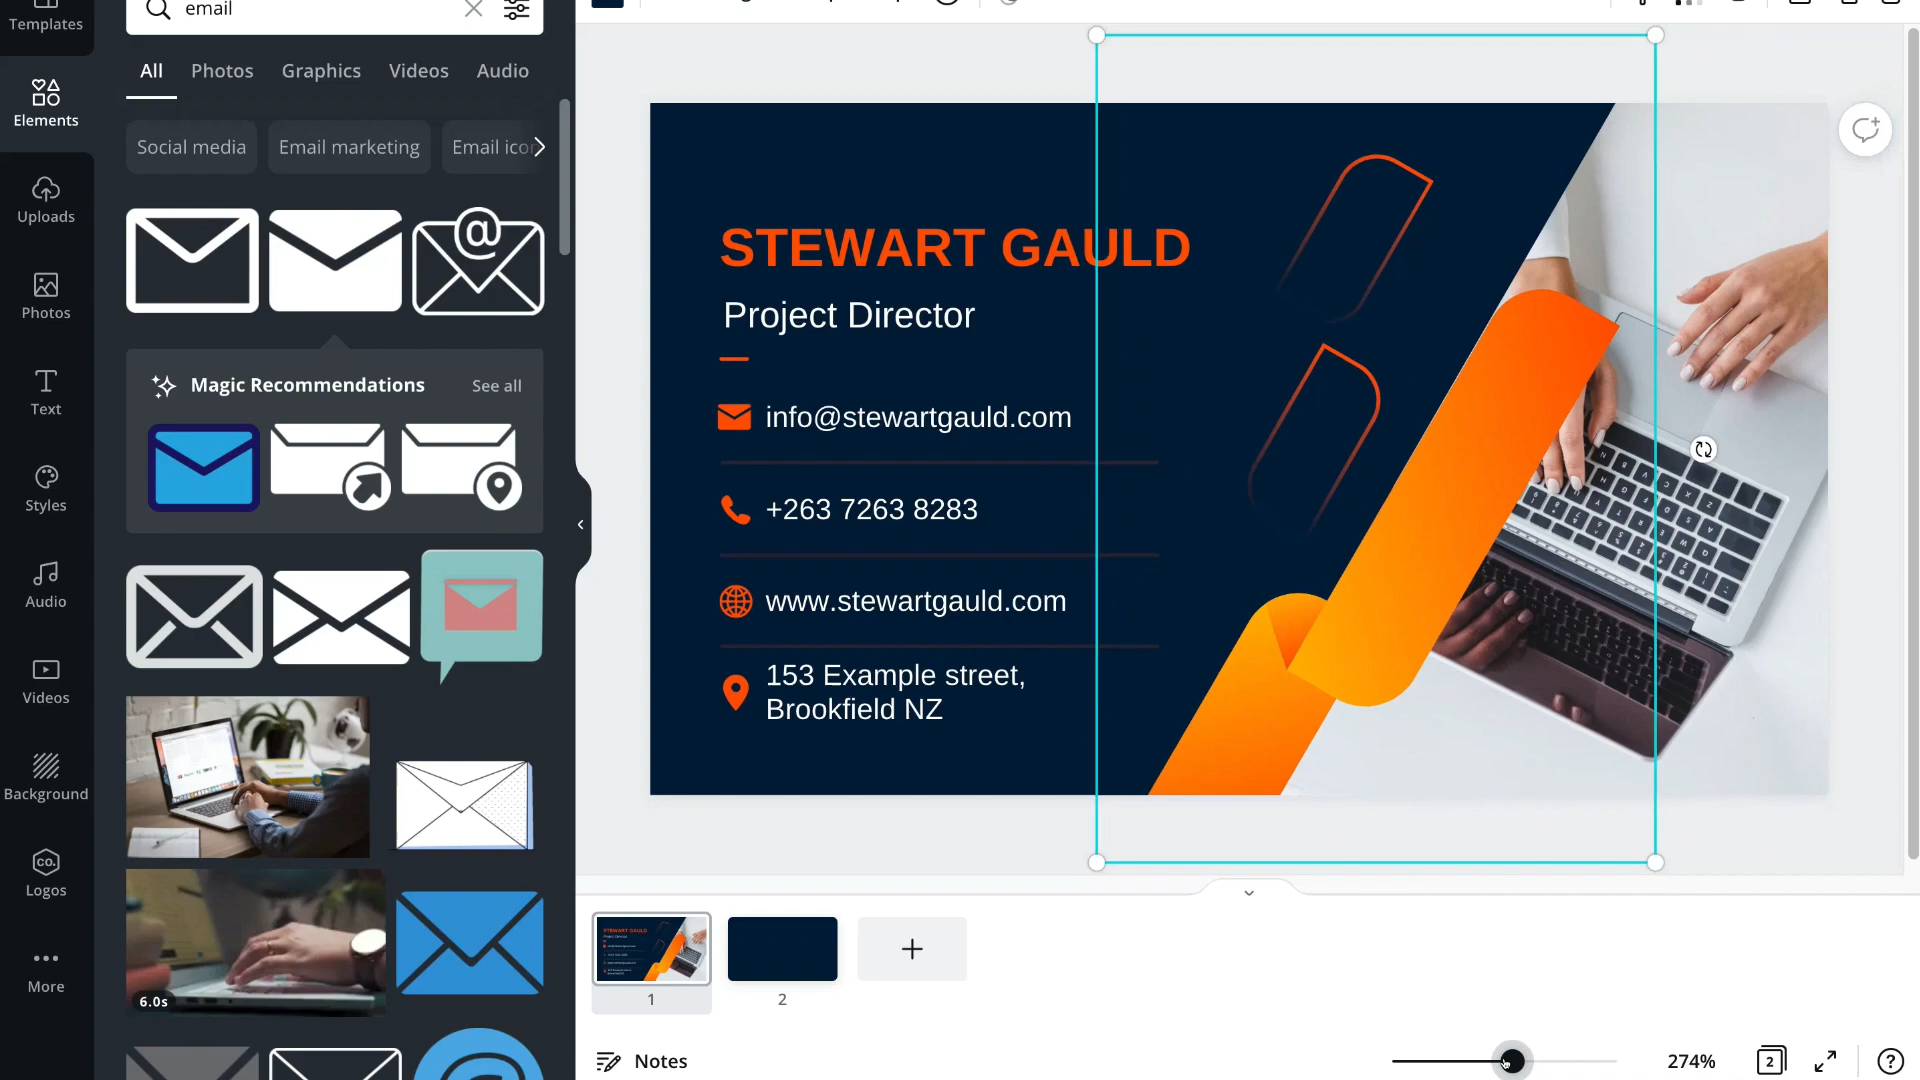 Templates
email
Elements
Uploads
Photos
Text
Styles
Audio
Videos
Background
CO.
Logos
More
All
Photos
Graphics
Videos
Audio
Social media
Email marketing
Email icon
@
Magic Recommendations
See all
6.0s
STEWART GAULD
Project Director
info@stewartgauld.com
+263 7263 8283
www.stewartgauld.com
153 Example street,
Brookfield NZ
1
2
Notes
274%
2
?